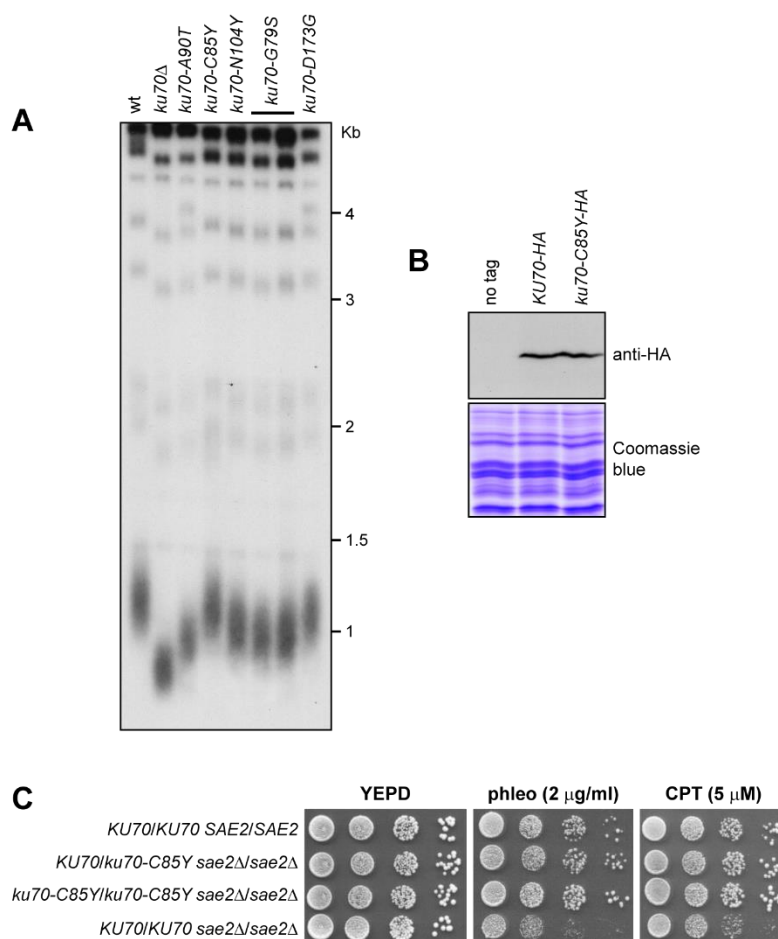 A
wt
ku70Δ
ku70-A90T
ku70-C85Y
ku70-N104Y
ku70-G79S
ku70-D173G
Kb
4
3
2
1.5
1
B
no tag
KU70-HA
ku70-C85Y-HA
anti-HA
Coomassie
blue
C
YEPD
phleo (2 μg/ml)
CPT (5 μM)
KU70/KU70 SAE2/SAE2
KU70/ku70-C85Y sae2Δ/sae2Δ
ku70-C85Y/ku70-C85Y sae2Δ/sae2Δ
KU70/KU70 sae2Δ/sae2Δ